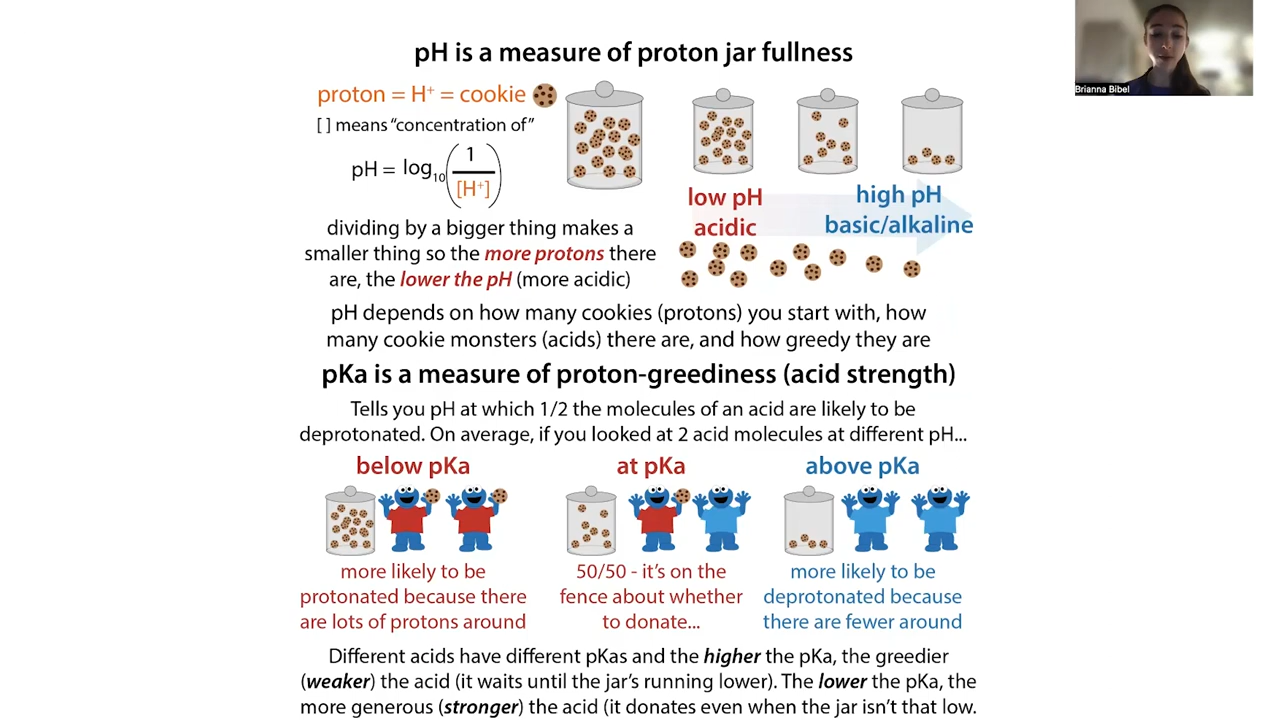 pH is a measure of proton jar fullness
proton = H⁺ = cookie
[ ] means “concentration of”
pH = log₁₀(1/[H⁺])
dividing by a bigger thing makes a
smaller thing so the more protons there
are, the lower the pH (more acidic)
low pH
acidic
high pH
basic/alkaline
pH depends on how many cookies (protons) you start with, how
many cookie monsters (acids) there are, and how greedy they are
pKa is a measure of proton-greediness (acid strength)
Tells you pH at which 1/2 the molecules of an acid are likely to be
deprotonated. On average, if you looked at 2 acid molecules at different pH...
below pKa
more likely to be
protonated because there
are lots of protons around
at pKa
50/50 - it’s on the
fence about whether
to donate...
above pKa
more likely to be
deprotonated because
there are fewer around
Different acids have different pKas and the higher the pKa, the greedier
(weaker) the acid (it waits until the jar’s running lower). The lower the pKa, the
more generous (stronger) the acid (it donates even when the jar isn’t that low.
Brianna Bibel